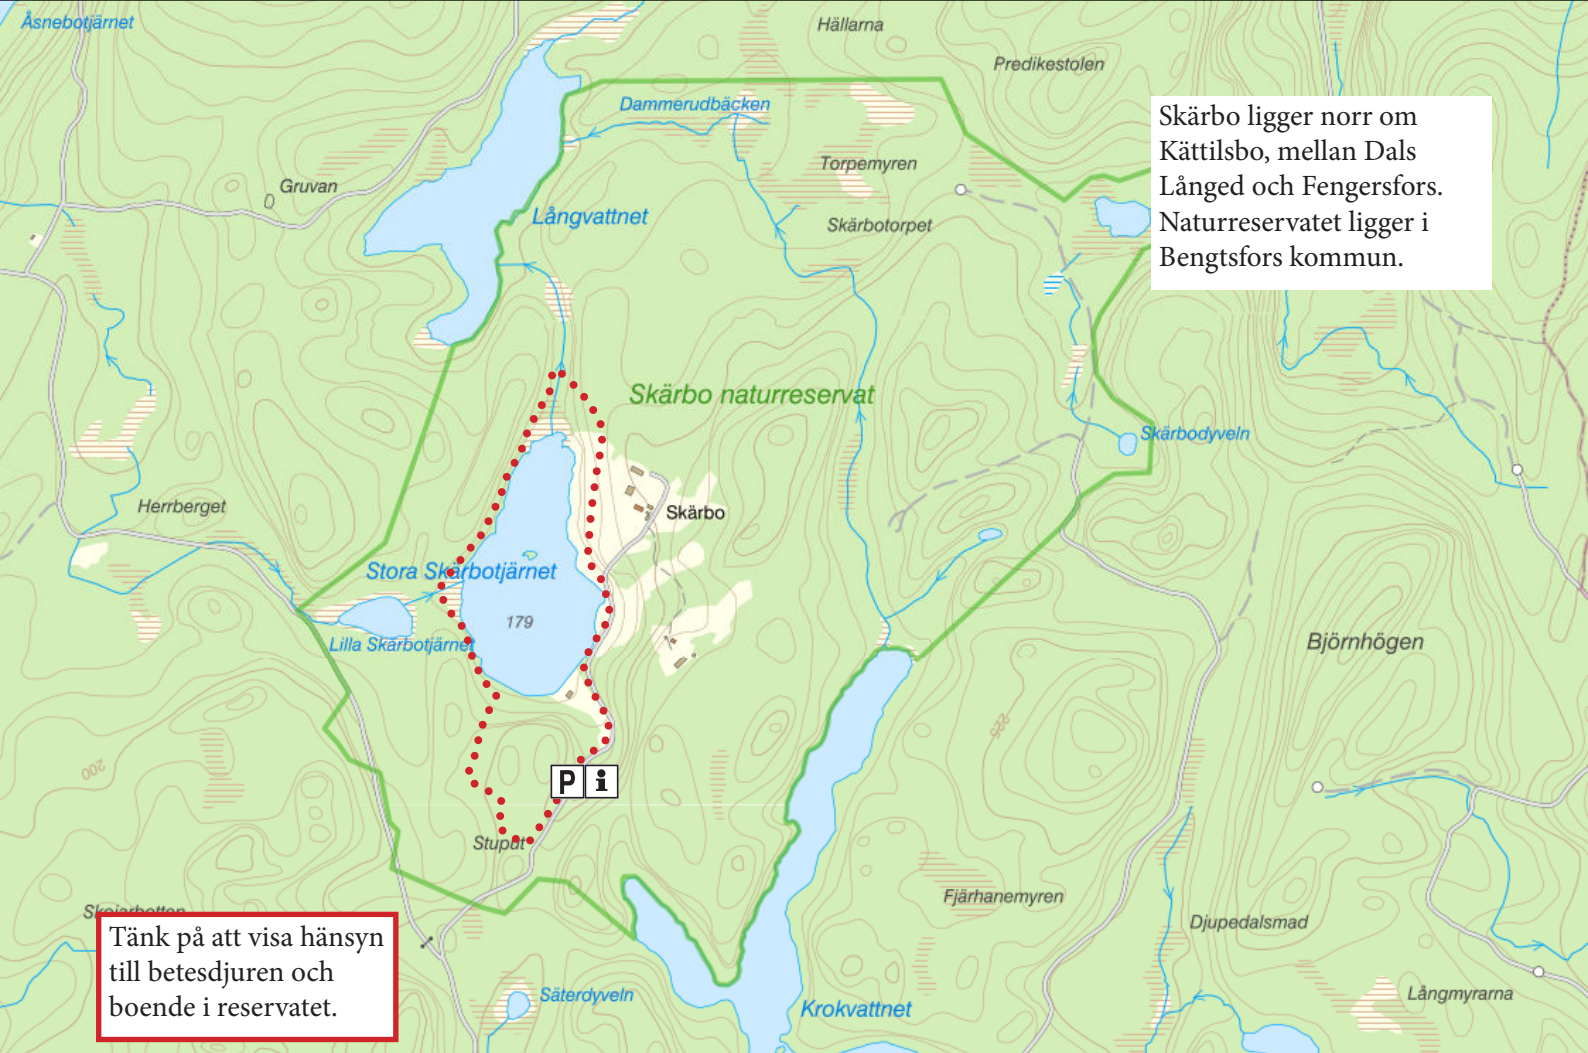 Åsnebotjärnet
Hällarna
Predikestolen
Dammerudbäcken
Skärbo ligger norr om
Kättilsbo, mellan Dals
Långed och Fengersfors.
Naturreservatet ligger i
Bengtsfors kommun.
Torpemyren
Gruvan
Långvattnet
Skärbotorpet
Skärbo naturreservat
Skärbodyveln
Herrberget
Skärbo
Stora Skärbotjärnet
179
Lilla Skärbotjärnet
Björnhögen
225
200
P i
Stuput
Fjärhanemyren
Djupedalsmad
Tänk på att visa hänsyn
till betesdjuren och
boende i reservatet.
Säterdyveln
Krokvattnet
Långmyrarna